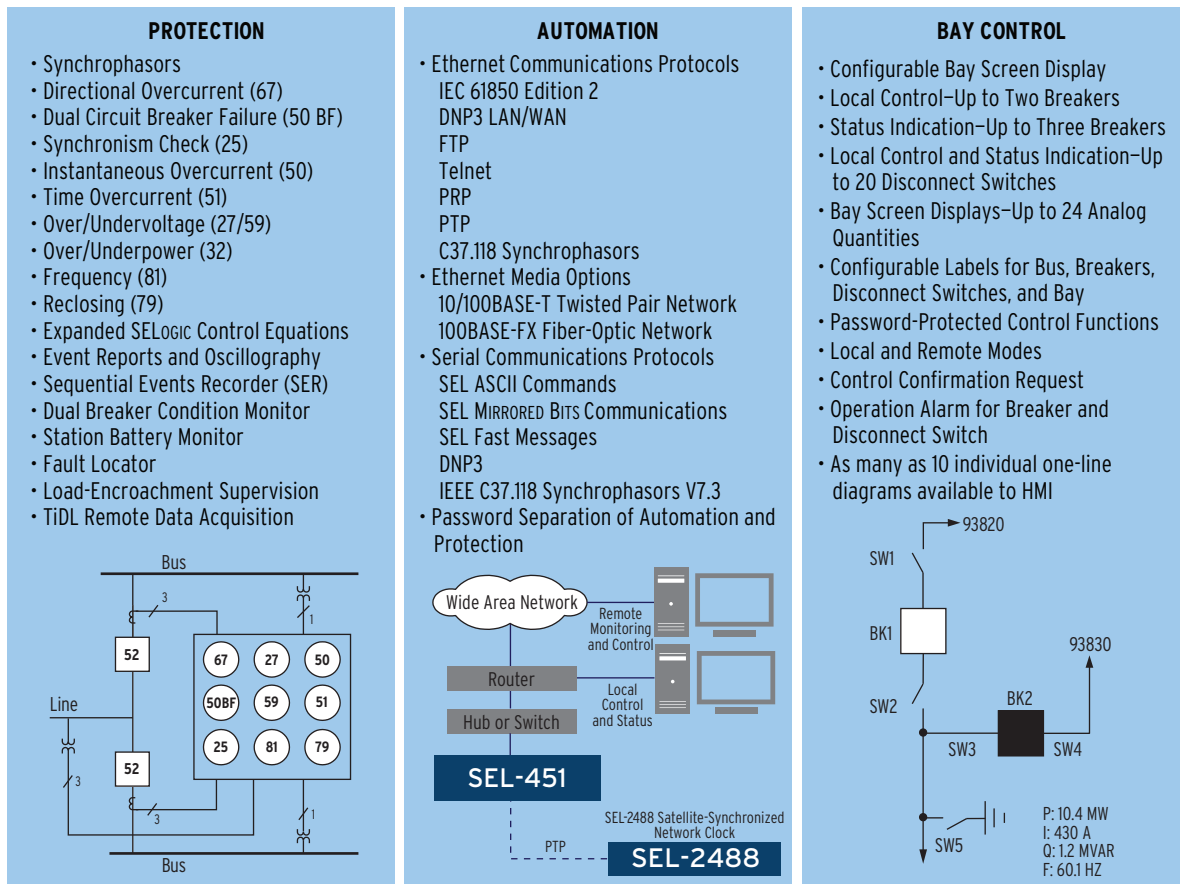 PROTECTION
• Synchrophasors
• Directional Overcurrent (67)
• Dual Circuit Breaker Failure (50 BF)
• Synchronism Check (25)
• Instantaneous Overcurrent (50)
• Time Overcurrent (51)
• Over/Undervoltage (27/59)
• Over/Underpower (32)
• Frequency (81)
• Reclosing (79)
• Expanded SELOGIC Control Equations
• Event Reports and Oscillography
• Sequential Events Recorder (SER)
• Dual Breaker Condition Monitor
• Station Battery Monitor
• Fault Locator
• Load-Encroachment Supervision
• TiDL Remote Data Acquisition
Bus
3
1
52
67 27 50
Line
50BF 59 51
25 81 79
52
3
3
1
Bus
AUTOMATION
• Ethernet Communications Protocols
IEC 61850 Edition 2
DNP3 LAN/WAN
FTP
Telnet
PRP
PTP
C37.118 Synchrophasors
• Ethernet Media Options
10/100BASE-T Twisted Pair Network
100BASE-FX Fiber-Optic Network
• Serial Communications Protocols
SEL ASCII Commands
SEL MIRRORED BITS Communications
SEL Fast Messages
DNP3
IEEE C37.118 Synchrophasors V7.3
• Password Separation of Automation and
Protection
Wide Area Network
Remote
Monitoring
and Control
Router
Local
Control
and Status
Hub or Switch
SEL-451
SEL-2488 Satellite-Synchronized
Network Clock
PTP
SEL-2488
BAY CONTROL
• Configurable Bay Screen Display
• Local Control–Up to Two Breakers
• Status Indication–Up to Three Breakers
• Local Control and Status Indication–Up
to 20 Disconnect Switches
• Bay Screen Displays–Up to 24 Analog
Quantities
• Configurable Labels for Bus, Breakers,
Disconnect Switches, and Bay
• Password-Protected Control Functions
• Local and Remote Modes
• Control Confirmation Request
• Operation Alarm for Breaker and
Disconnect Switch
• As many as 10 individual one-line
diagrams available to HMI
93820
SW1
BK1
93830
SW2
BK2
SW3
SW4
SW5
P: 10.4 MW
I: 430 A
Q: 1.2 MVAR
F: 60.1 HZ